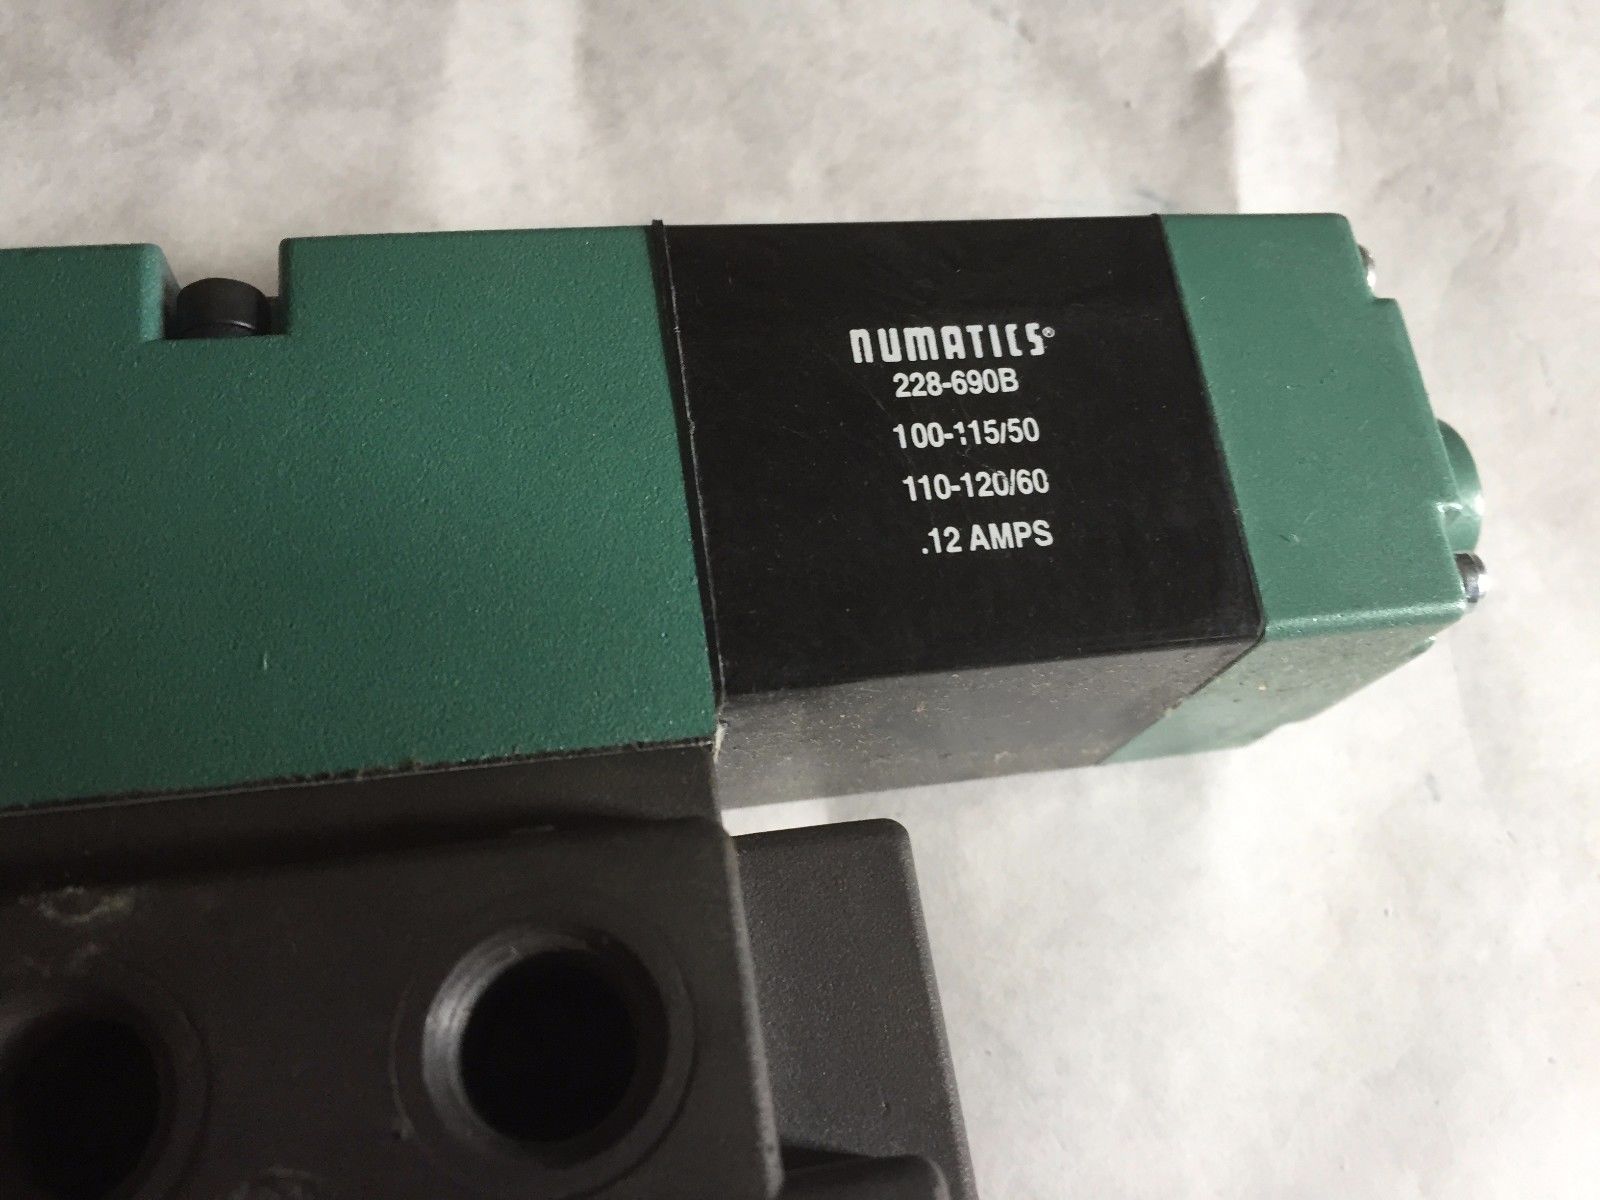 NUMATICS®
228-690B
100-115/50
110-120/60
.12 AMPS